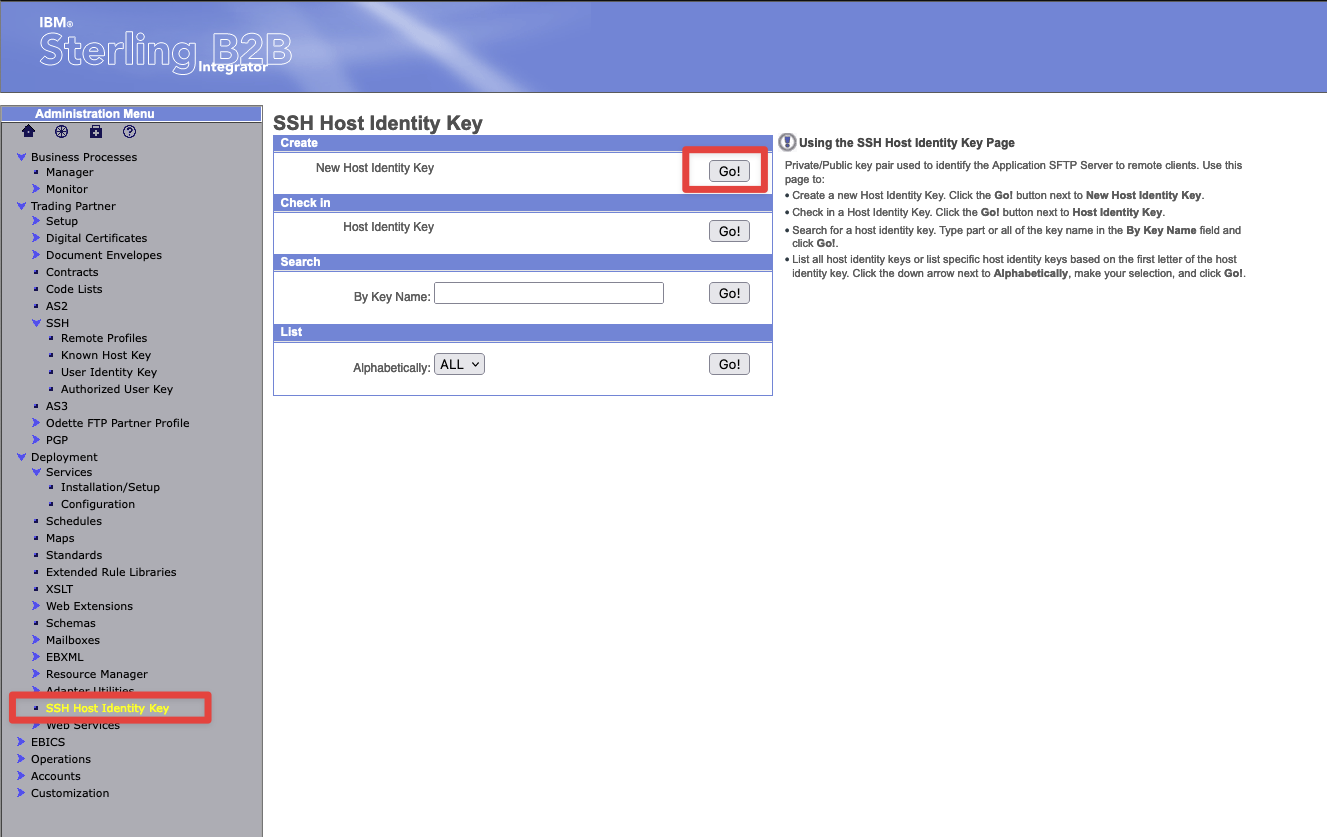 IBM®
Sterling B2B
Integrator
Administration Menu
Business Processes
Manager
Monitor
Trading Partner
Setup
Digital Certificates
Document Envelopes
Contracts
Code Lists
AS2
SSH
Remote Profiles
Known Host Key
User Identity Key
Authorized User Key
AS3
Odette FTP Partner Profile
PGP
Deployment
Services
Installation/Setup
Configuration
Schedules
Maps
Standards
Extended Rule Libraries
XSLT
Web Extensions
Schemas
Mailboxes
EBXML
Resource Manager
Adapter Utilities
SSH Host Identity Key
Web Services
EBICS
Operations
Accounts
Customization
SSH Host Identity Key
Create
New Host Identity Key Go!
Check in
Host Identity Key Go!
Search
By Key Name: Go!
List
Alphabetically: ALL Go!
Using the SSH Host Identity Key Page
Private/Public key pair used to identify the Application SFTP Server to remote clients. Use this
page to:
• Create a new Host Identity Key. Click the Go! button next to New Host Identity Key.
• Check in a Host Identity Key. Click the Go! button next to Host Identity Key.
• Search for a host identity key. Type part or all of the key name in the By Key Name field and
click Go!.
• List all host identity keys or list specific host identity keys based on the first letter of the host
identity key. Click the down arrow next to Alphabetically, make your selection, and click Go!.